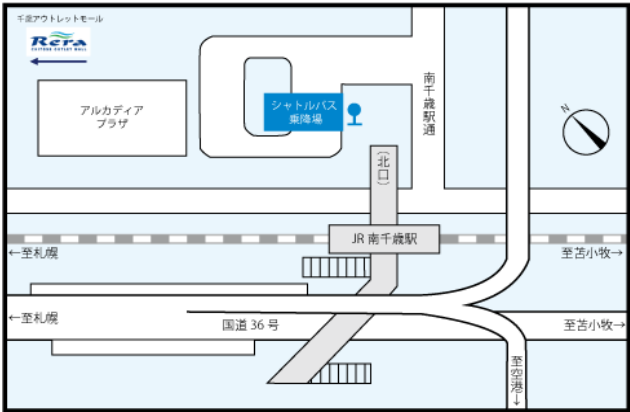 千歳アウトレットモール
Rera
CHITOSE OUTLET MALL
アルカディア
プラザ
シャトルバス
乗降場
南千歳駅通
N
(北口)
JR 南千歳駅
←至札幌
至苫小牧→
←至札幌
国道 36 号
至苫小牧→
至空港→